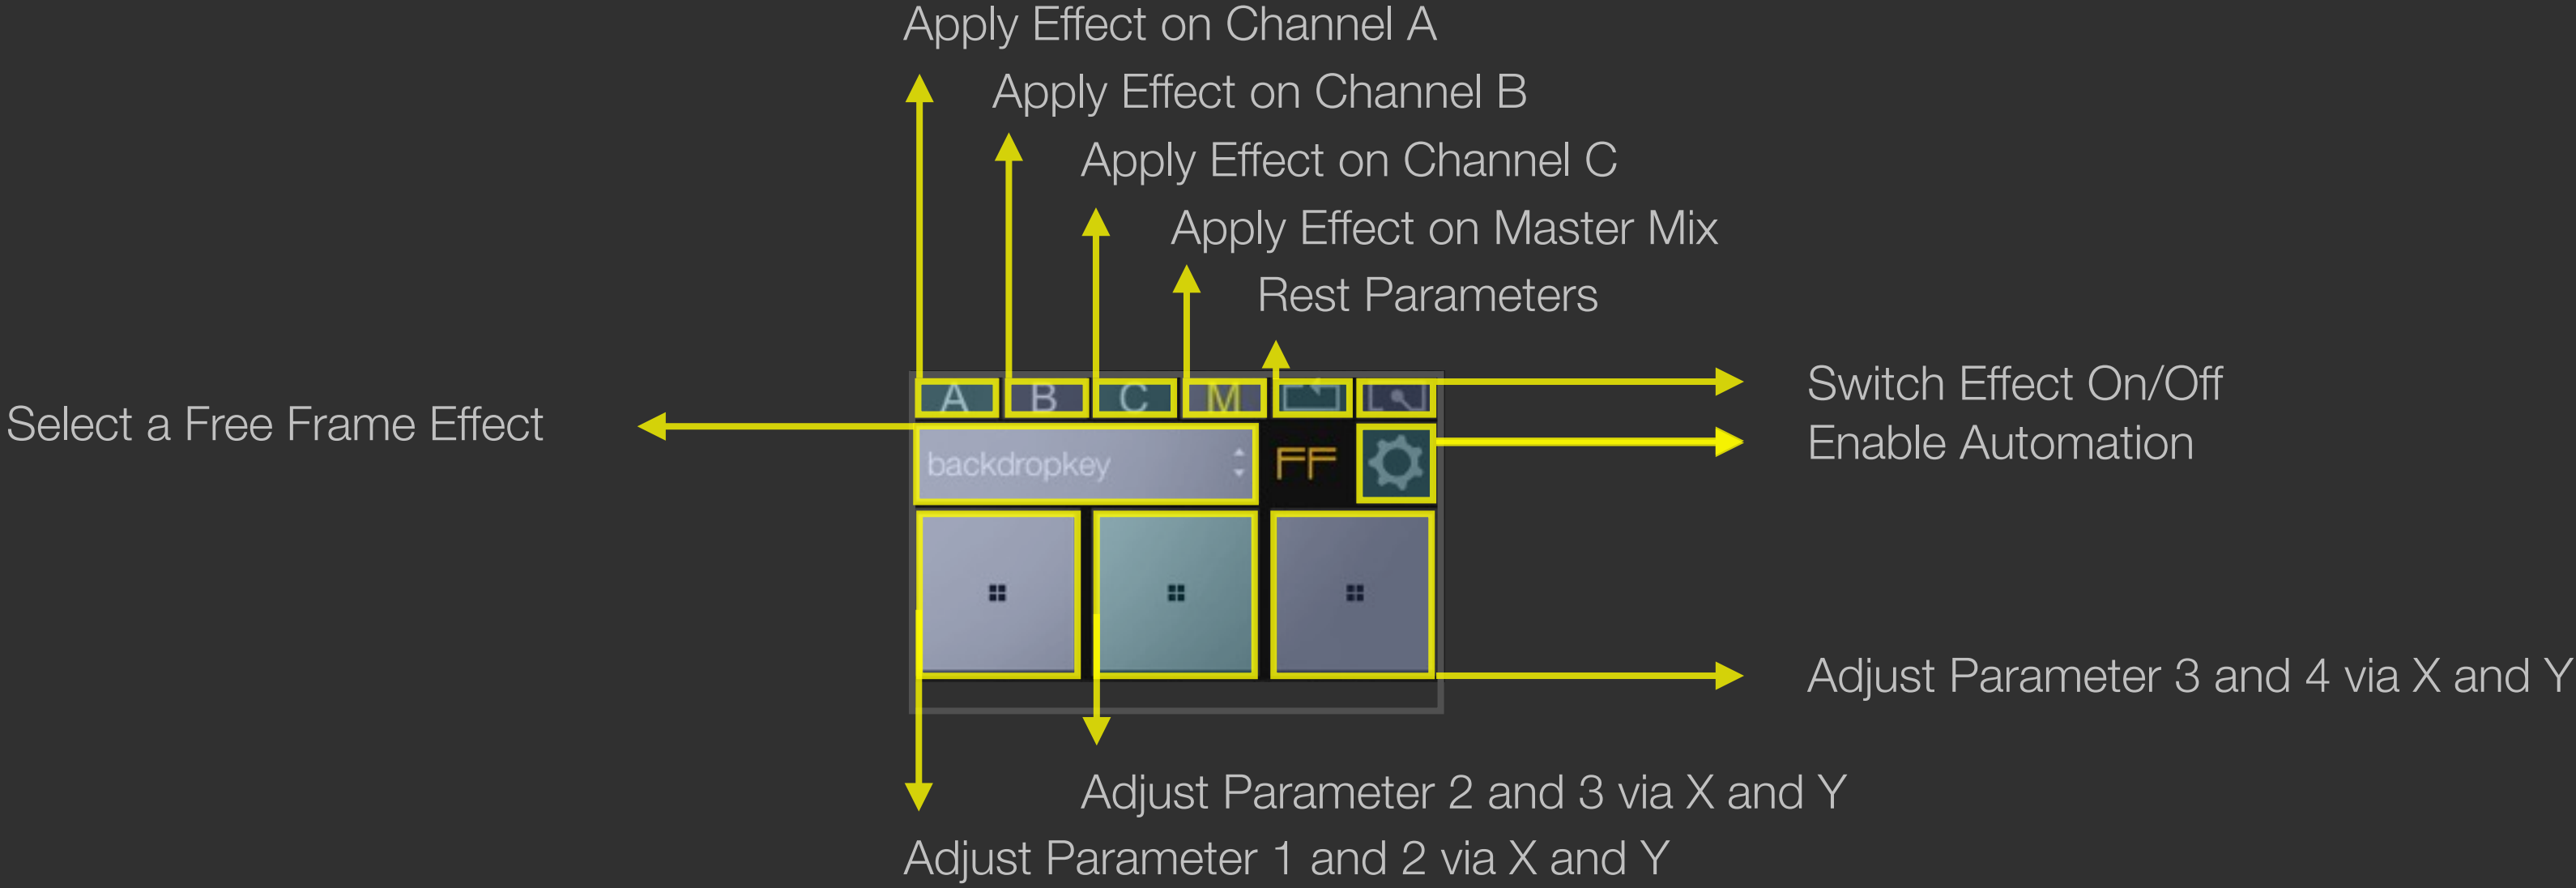 Apply Effect on Channel A
Apply Effect on Channel B
Apply Effect on Channel C
Apply Effect on Master Mix
Rest Parameters
A B C M
Switch Effect On/Off
Select a Free Frame Effect
Enable Automation
backdropkey FF
Adjust Parameter 3 and 4 via X and Y
Adjust Parameter 2 and 3 via X and Y
Adjust Parameter 1 and 2 via X and Y